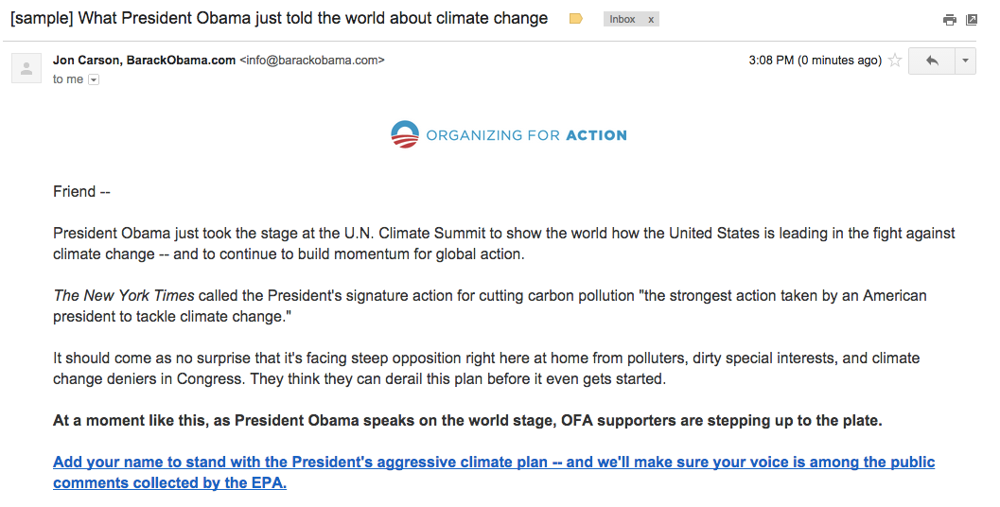 [sample] What President Obama just told the world about climate change
Inbox x
Jon Carson, BarackObama.com <info@barackobama.com>
3:08 PM (0 minutes ago)
to me
ORGANIZING FOR ACTION
Friend --
President Obama just took the stage at the U.N. Climate Summit to show the world how the United States is leading in the fight against
climate change -- and to continue to build momentum for global action.
The New York Times called the President's signature action for cutting carbon pollution "the strongest action taken by an American
president to tackle climate change."
It should come as no surprise that it's facing steep opposition right here at home from polluters, dirty special interests, and climate
change deniers in Congress. They think they can derail this plan before it even gets started.
At a moment like this, as President Obama speaks on the world stage, OFA supporters are stepping up to the plate.
Add your name to stand with the President's aggressive climate plan -- and we'll make sure your voice is among the public
comments collected by the EPA.